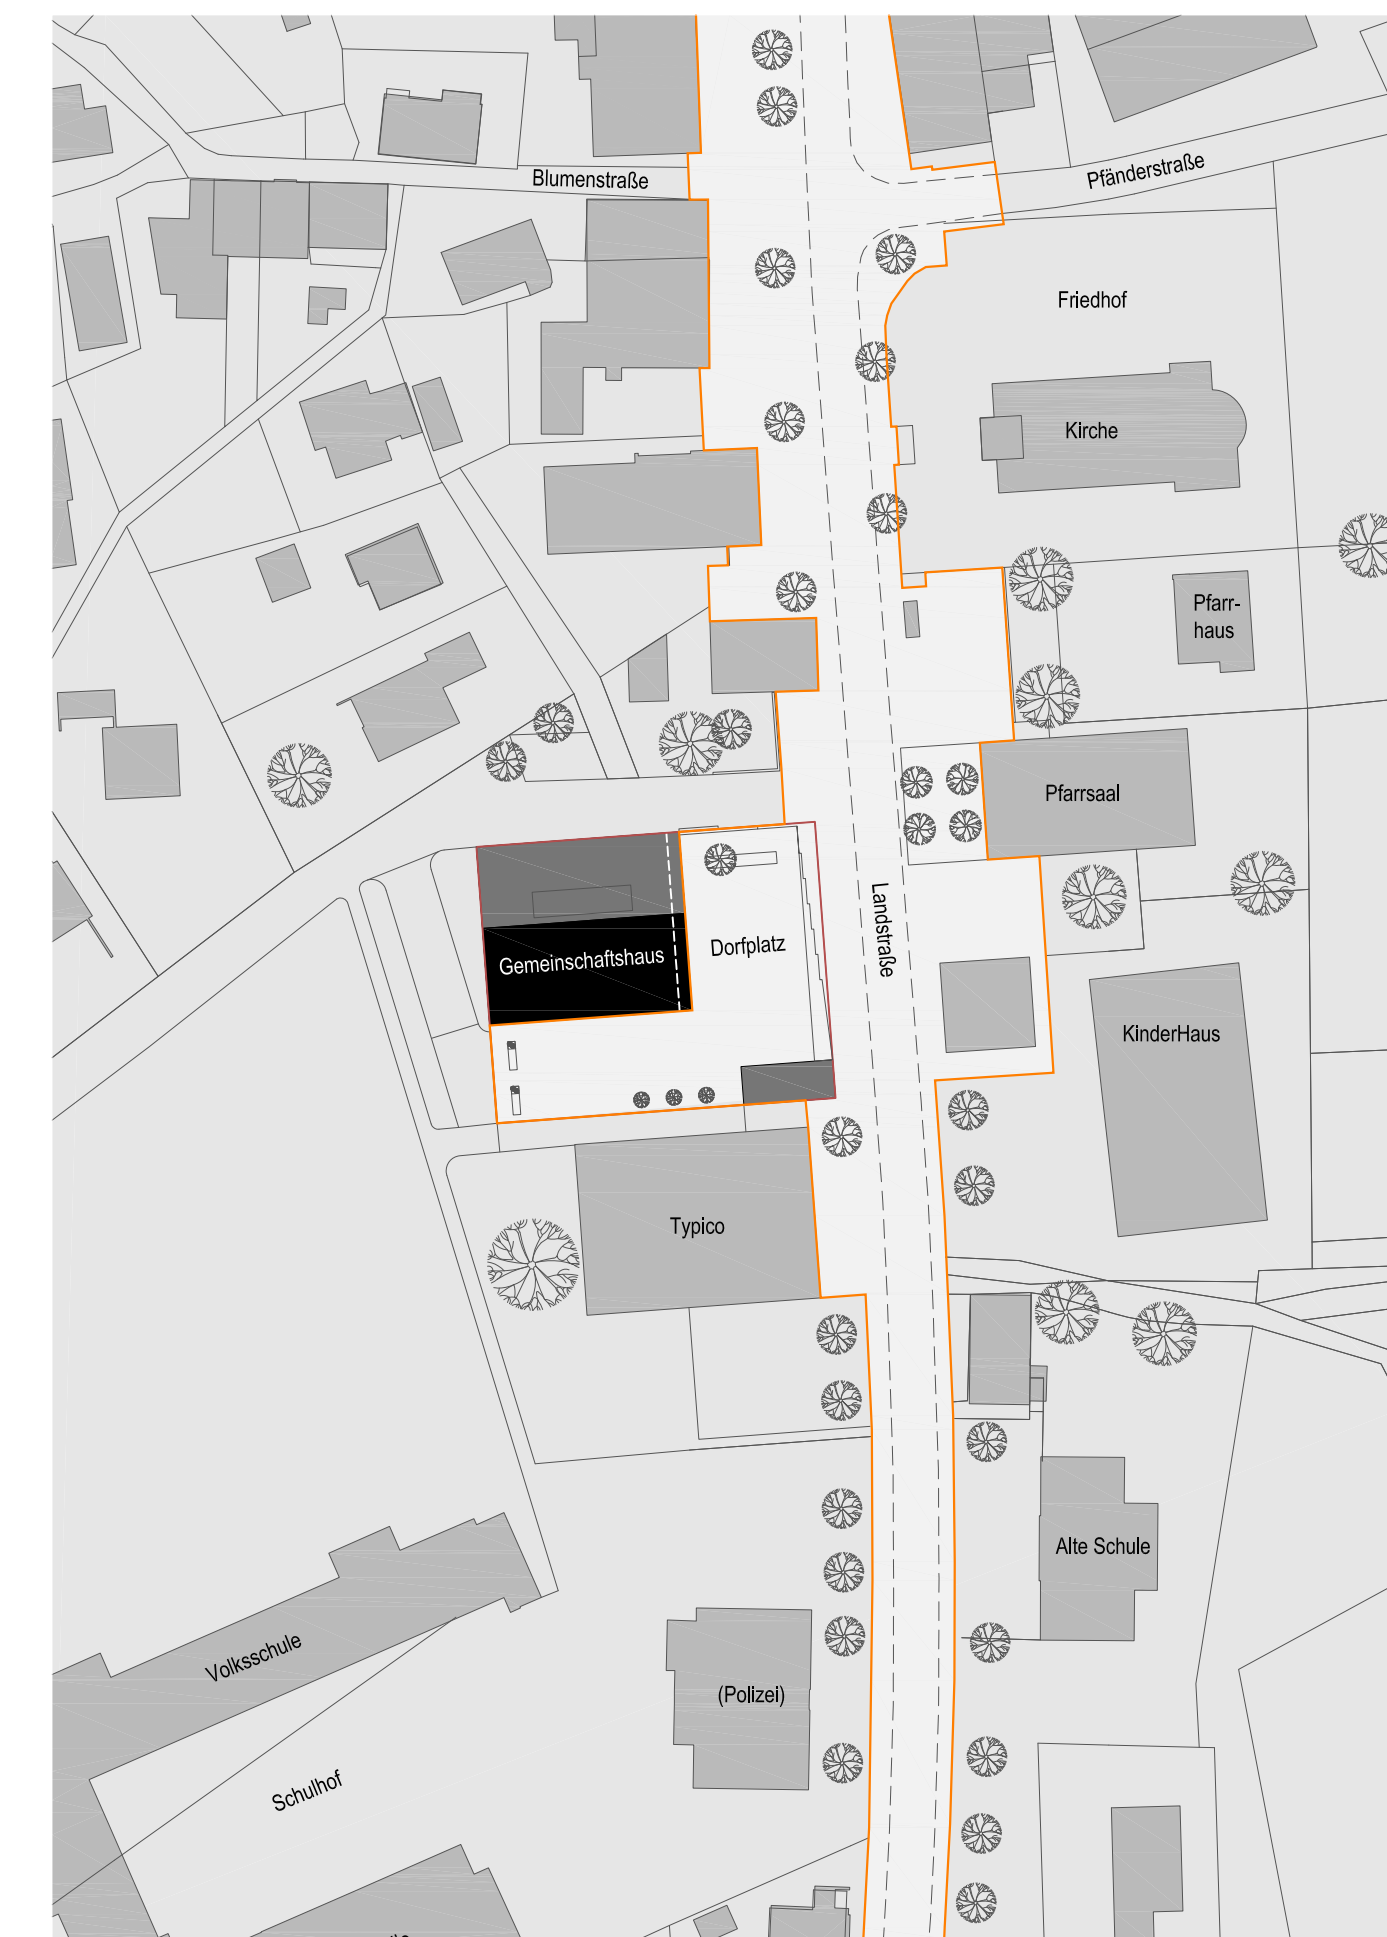 Blumenstraße
Pfänderstraße
Friedhof
Kirche
Pfarr-
haus
Pfarrsaal
Landstraße
Gemeinschaftshaus
Dorfplatz
KinderHaus
Typico
Alte Schule
Volksschule
(Polizei)
Schulhof